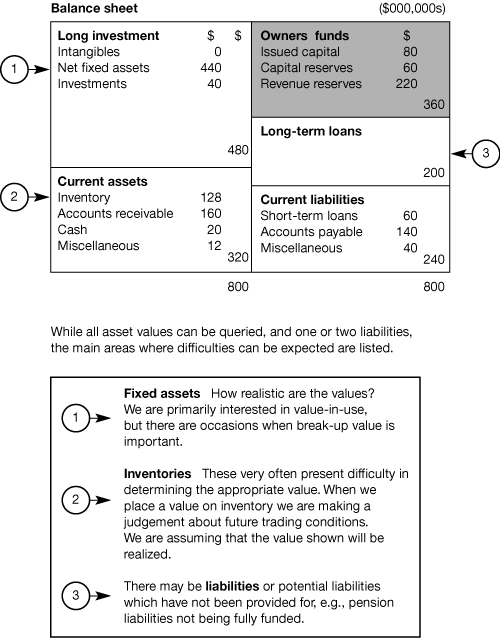 Balance sheet ($000,000s)
Long investment $ $
Intangibles 0
Net fixed assets 440
Investments 40
480
Owners funds $
Issued capital 80
Capital reserves 60
Revenue reserves 220
360
1
Long-term loans
200
3
2
Current assets
Inventory 128
Accounts receivable 160
Cash 20
Miscellaneous 12
320
Current liabilities
Short-term loans 60
Accounts payable 140
Miscellaneous 40
240
800 800
While all asset values can be queried, and one or two liabilities,
the main areas where difficulties can be expected are listed.
1
Fixed assets How realistic are the values?
We are primarily interested in value-in-use,
but there are occasions when break-up value is
important.
2
Inventories These very often present difficulty in
determining the appropriate value. When we
place a value on inventory we are making a
judgement about future trading conditions.
We are assuming that the value shown will be
realized.
3
There may be liabilities or potential liabilities
which have not been provided for, e.g., pension
liabilities not being fully funded.